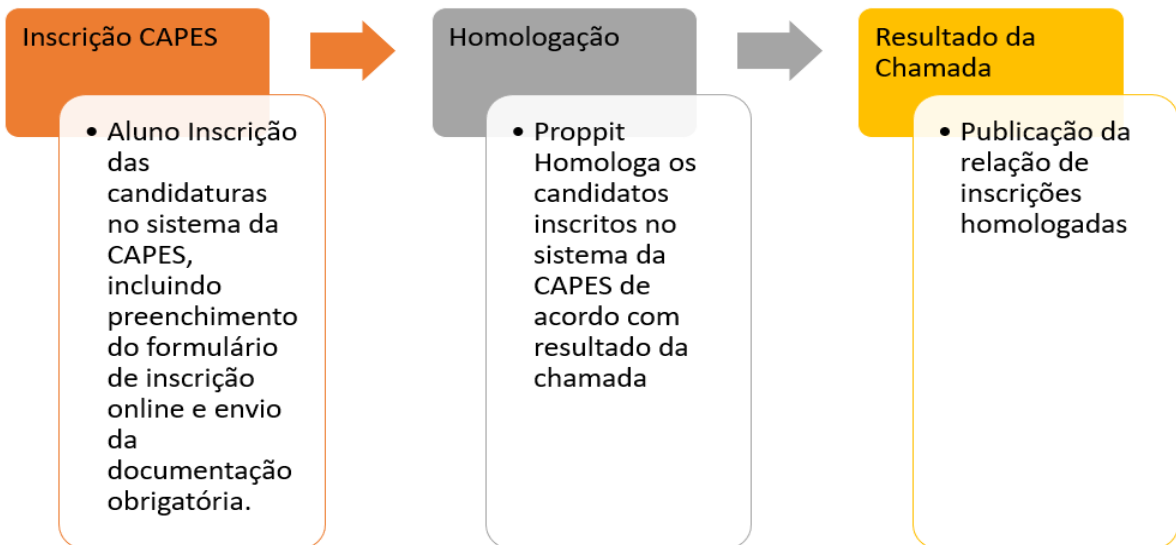 Inscrição CAPES
• Aluno Inscrição
das
candidaturas
no sistema da
CAPES,
incluindo
preenchimento
do formulário
de inscrição
online e envio
da
documentação
obrigatória.
Homologação
• Proppit
Homologa os
candidatos
inscritos no
sistema da
CAPES de
acordo com
resultado da
chamada
Resultado da
Chamada
• Publicação da
relação de
inscrições
homologadas